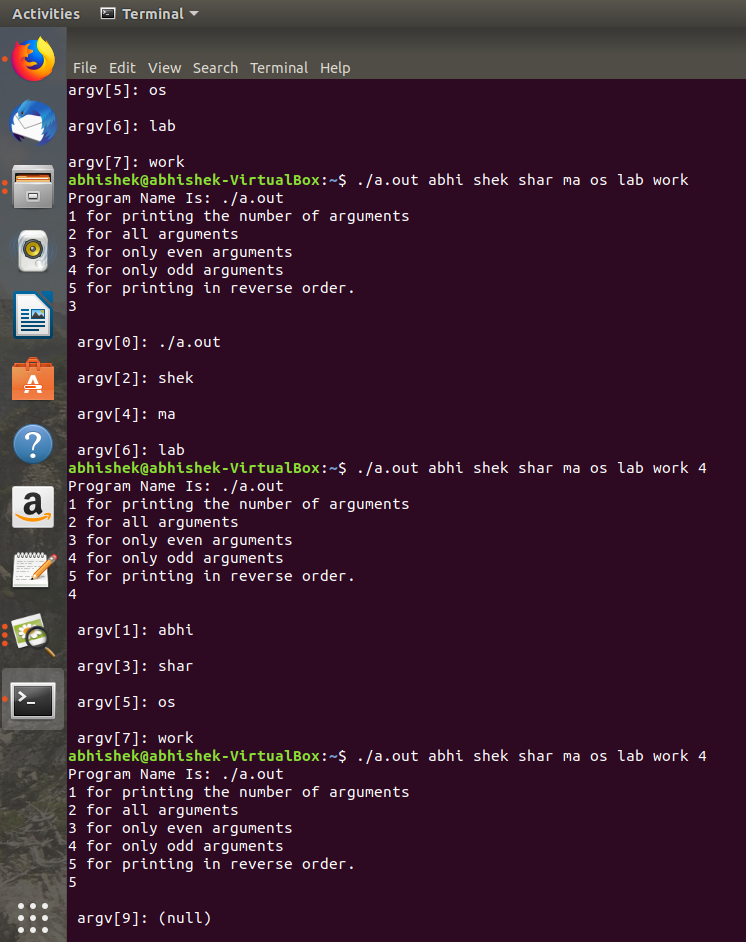 Activities Terminal
File Edit View Search Terminal Help
argv[5]: os
argv[6]: lab
argv[7]: work
abhishek@abhishek-VirtualBox:~$ ./a.out abhi shek shar ma os lab work
Program Name Is: ./a.out
1 for printing the number of arguments
2 for all arguments
3 for only even arguments
4 for only odd arguments
5 for printing in reverse order.
3
argv[0]: ./a.out
argv[2]: shek
argv[4]: ma
argv[6]: lab
abhishek@abhishek-VirtualBox:~$ ./a.out abhi shek shar ma os lab work 4
Program Name Is: ./a.out
1 for printing the number of arguments
2 for all arguments
3 for only even arguments
4 for only odd arguments
5 for printing in reverse order.
4
argv[1]: abhi
argv[3]: shar
argv[5]: os
argv[7]: work
abhishek@abhishek-VirtualBox:~$ ./a.out abhi shek shar ma os lab work 4
Program Name Is: ./a.out
1 for printing the number of arguments
2 for all arguments
3 for only even arguments
4 for only odd arguments
5 for printing in reverse order.
5
argv[9]: (null)